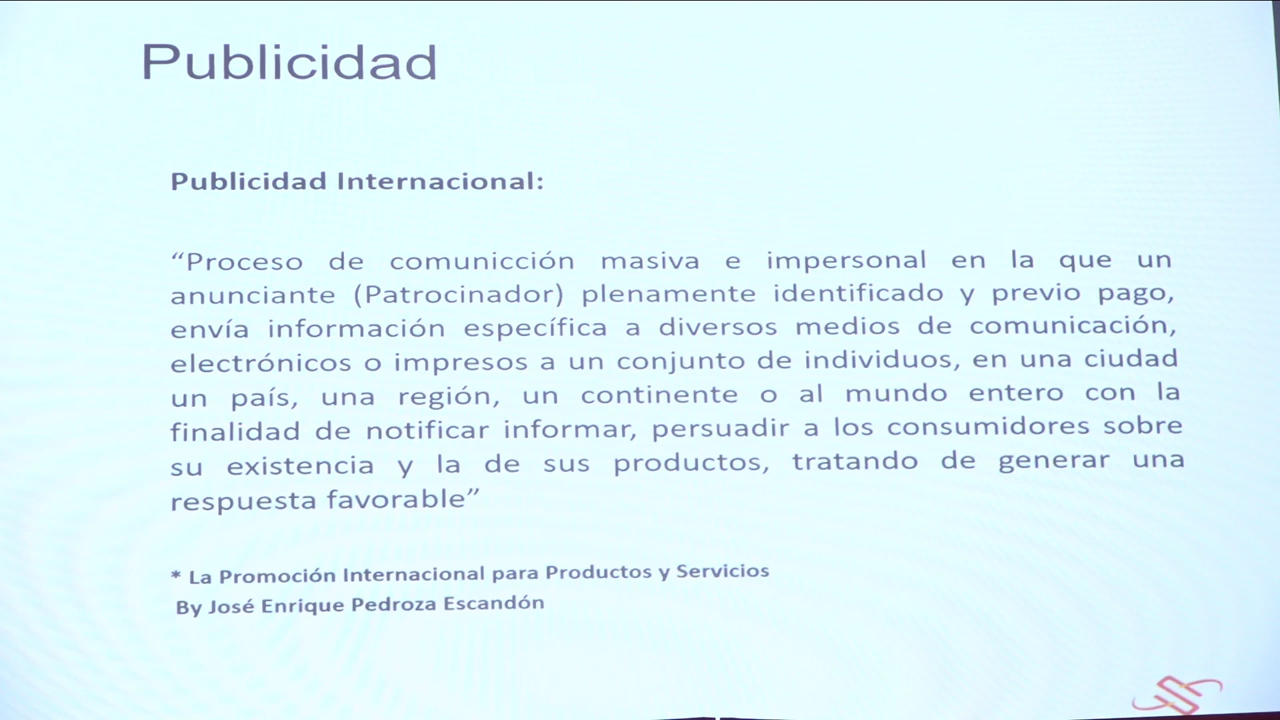 Publicidad
Publicidad Internacional:
“Proceso de comunicción masiva e impersonal en la que un
anunciante (Patrocinador) plenamente identificado y previo pago,
envía información específica a diversos medios de comunicación,
electrónicos o impresos a un conjunto de individuos, en una ciudad
un país, una región, un continente o al mundo entero con la
finalidad de notificar informar, persuadir a los consumidores sobre
su existencia y la de sus productos, tratando de generar una
respuesta favorable”
* La Promoción Internacional para Productos y Servicios
By José Enrique Pedroza Escandón